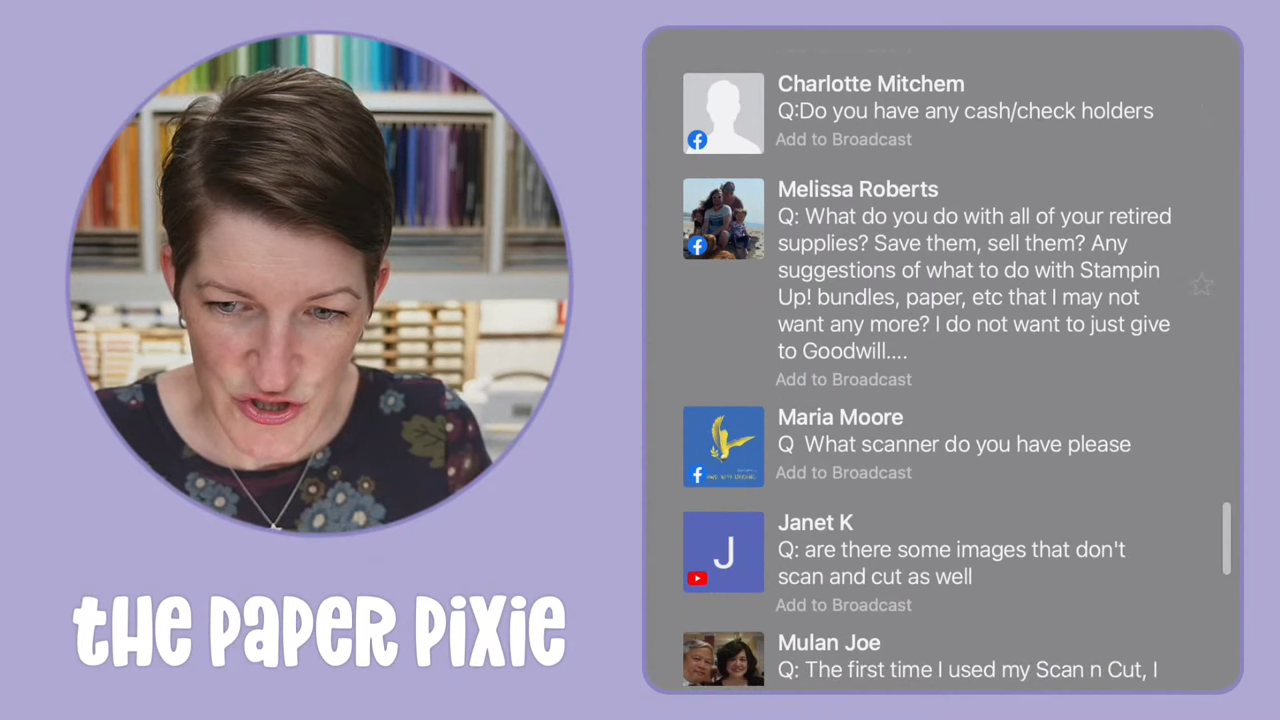 Charlotte Mitchem
Q:Do you have any cash/check holders
Add to Broadcast
Melissa Roberts
Q: What do you do with all of your retired
supplies? Save them, sell them? Any
suggestions of what to do with Stampin
Up! bundles, paper, etc that I may not
want any more? I do not want to just give
to Goodwill....
Add to Broadcast
Maria Moore
Q  What scanner do you have please
Add to Broadcast
J
Janet K
Q: are there some images that don't
scan and cut as well
Add to Broadcast
Mulan Joe
Q: The first time I used my Scan n Cut, I
the paper pixie